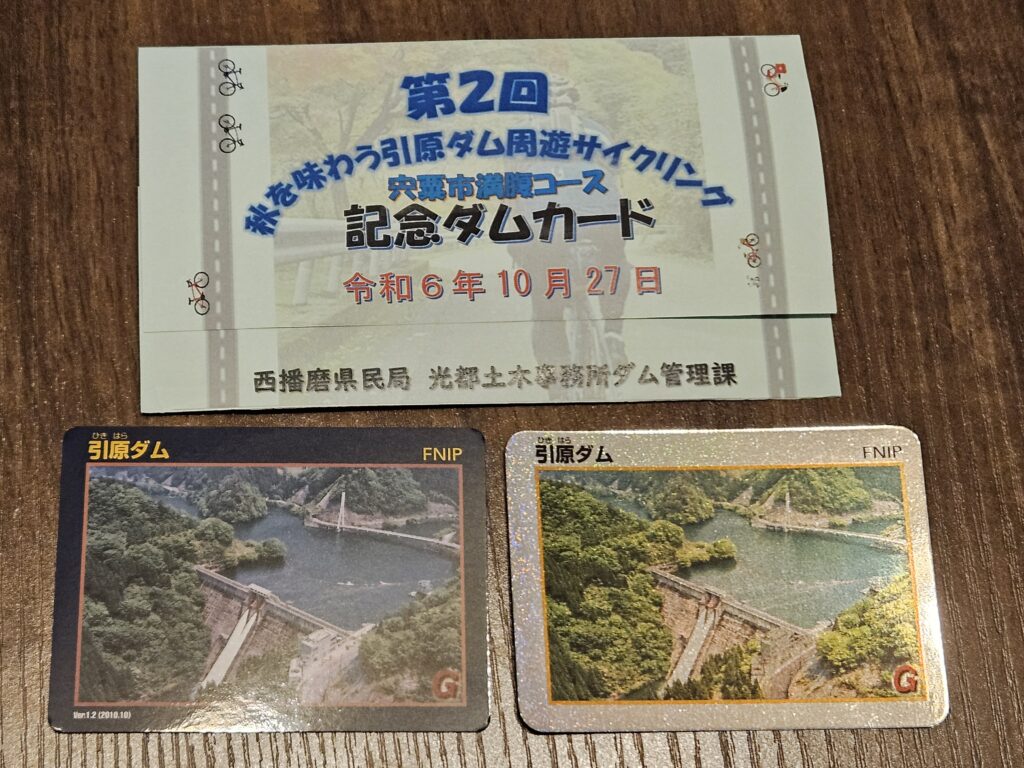 第2回
秋を味わう引原ダム周遊サイクリング
宍粟市満腹コース
記念ダムカード
令和6年10月27日
西播磨県民局 光都土木事務所ダム管理課
ひき はら
引原ダム
FNIP
G
Ver.1.2 (2010.10)
ひき はら
引原ダム
FNIP
G